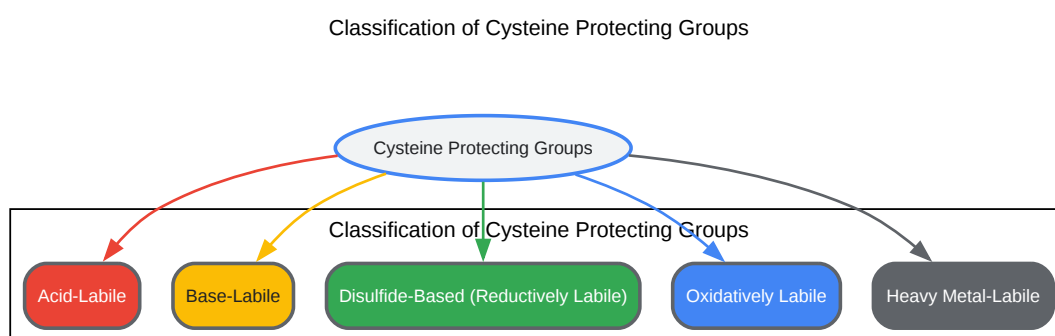 Classification of Cysteine Protecting Groups
Cysteine Protecting Groups
Classification of Cysteine Protecting Groups
Acid-Labile
Base-Labile
Disulfide-Based (Reductively Labile)
Oxidatively Labile
Heavy Metal-Labile